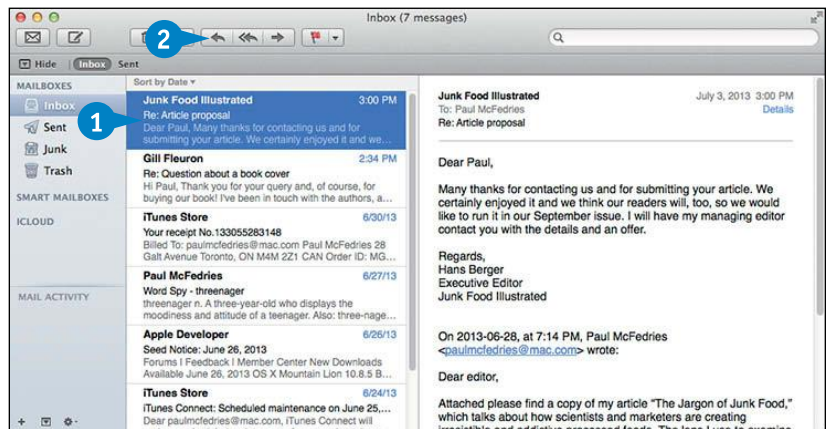 Inbox (7 messages)
2
Hide Inbox Sent
MAILBOXES
Inbox
Sent
Junk
Trash
SMART MAILBOXES
ICLOUD
MAIL ACTIVITY
Sort by Date
1
Junk Food Illustrated 3:00 PM
Re: Article proposal
Dear Paul, Many thanks for contacting us and for
submitting your article. We certainly enjoyed it and we...
Gill Fleuron 2:34 PM
Re: Question about a book cover
Hi Paul, Thank you for your query and, of course, for
buying our book! I've been in touch with the authors, a...
iTunes Store 6/30/13
Your receipt No.133055283148
Billed To: paulmcfedries@mac.com Paul McFedries 28
Galt Avenue Toronto, ON M4M 2Z1 CAN Order ID: MG...
Paul McFedries 6/27/13
Word Spy - threenager
threenager n. A three-year-old who displays the
moodiness and attitude of a teenager. Also: three-nage...
Apple Developer 6/26/13
Seed Notice: June 26, 2013
Forums | Feedback | Member Center New Downloads
Available June 26, 2013 OS X Mountain Lion 10.8.5 B...
iTunes Store 6/24/13
iTunes Connect: Scheduled maintenance on June 25,...
Dear paulmcfedries@mac.com, iTunes Connect will
Junk Food Illustrated July 3, 2013 3:00 PM
To: Paul McFedries Details
Re: Article proposal
Dear Paul,
Many thanks for contacting us and for submitting your article. We
certainly enjoyed it and we think our readers will, too, so we would
like to run it in our September issue. I will have my managing editor
contact you with the details and an offer.
Regards,
Hans Berger
Executive Editor
Junk Food Illustrated
On 2013-06-28, at 7:14 PM, Paul McFedries
<paulmcfedries@mac.com> wrote:
Dear editor,
Attached please find a copy of my article "The Jargon of Junk Food,"
which talks about how scientists and marketers are creating